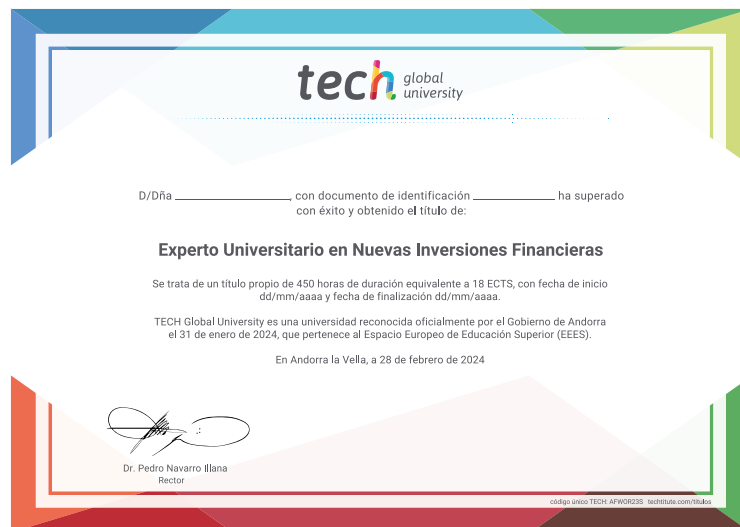 tech global
university
D/Dña ____________________, con documento de identificación ______________ ha superado
con éxito y obtenido el título de:
Experto Universitario en Nuevas Inversiones Financieras
Se trata de un título propio de 450 horas de duración equivalente a 18 ECTS, con fecha de inicio
dd/mm/aaaa y fecha de finalización dd/mm/aaaa.
TECH Global University es una universidad reconocida oficialmente por el Gobierno de Andorra
el 31 de enero de 2024, que pertenece al Espacio Europeo de Educación Superior (EEES).
En Andorra la Vella, a 28 de febrero de 2024
Dr. Pedro Navarro Illana
Rector
código único TECH: AFWOR23S techtitute.com/titulos